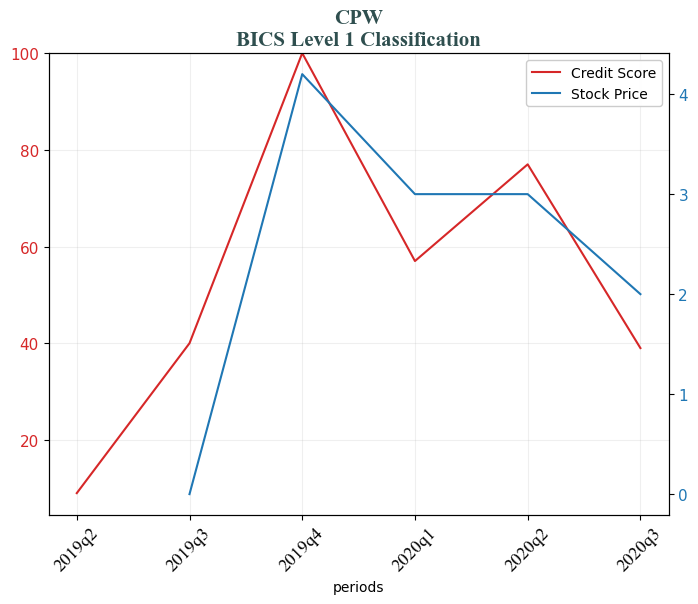 CPW
BICS Level 1 Classification
Credit Score
Stock Price
100
80
60
40
20
4
3
2
1
0
2019q2
2019q3
2019q4
2020q1
2020q2
2020q3
periods